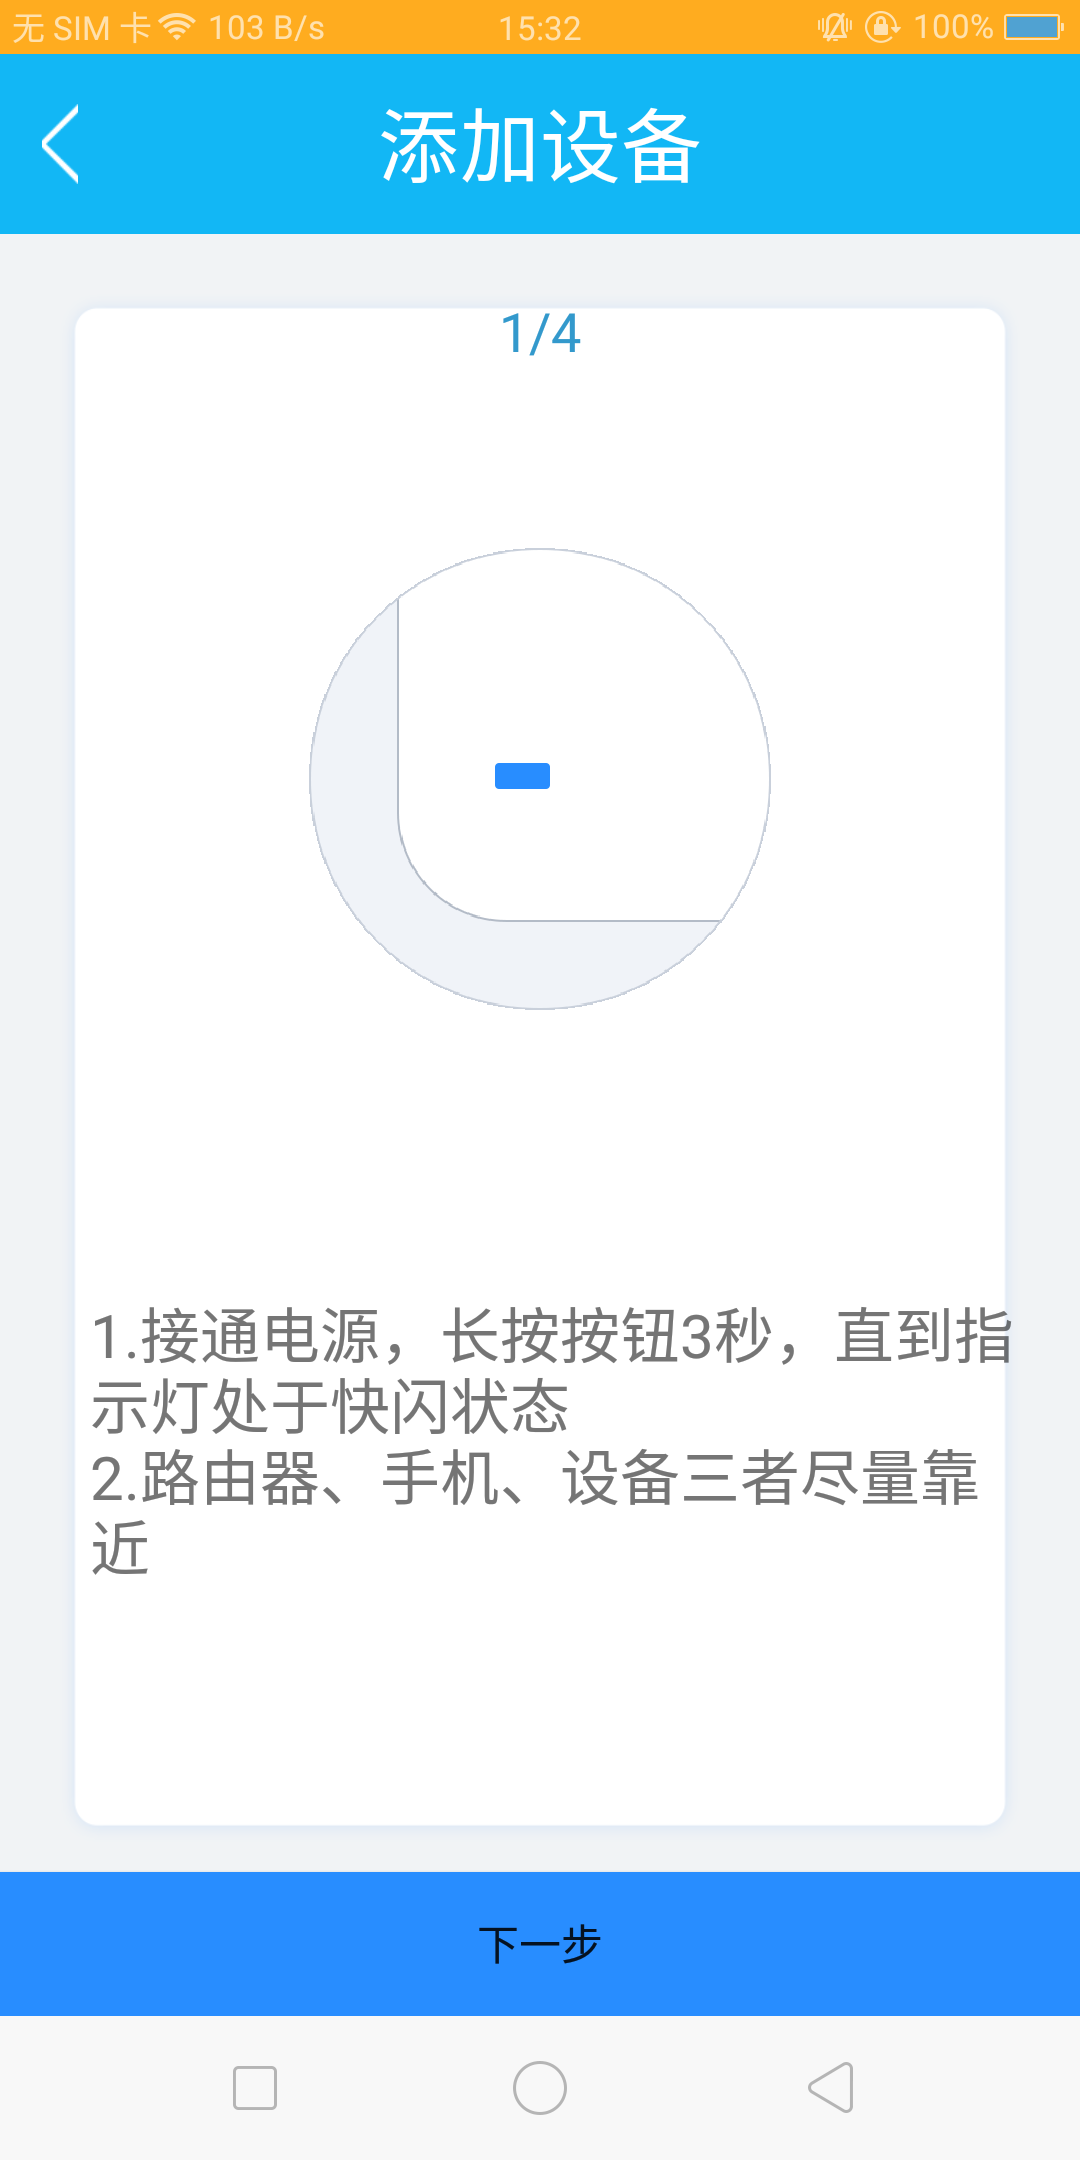 无 SIM 卡 103 B/s 15:32 100%
添加设备
1/4
1.接通电源，长按按钮3秒，直到指
示灯处于快闪状态
2.路由器、手机、设备三者尽量靠
近
下一步